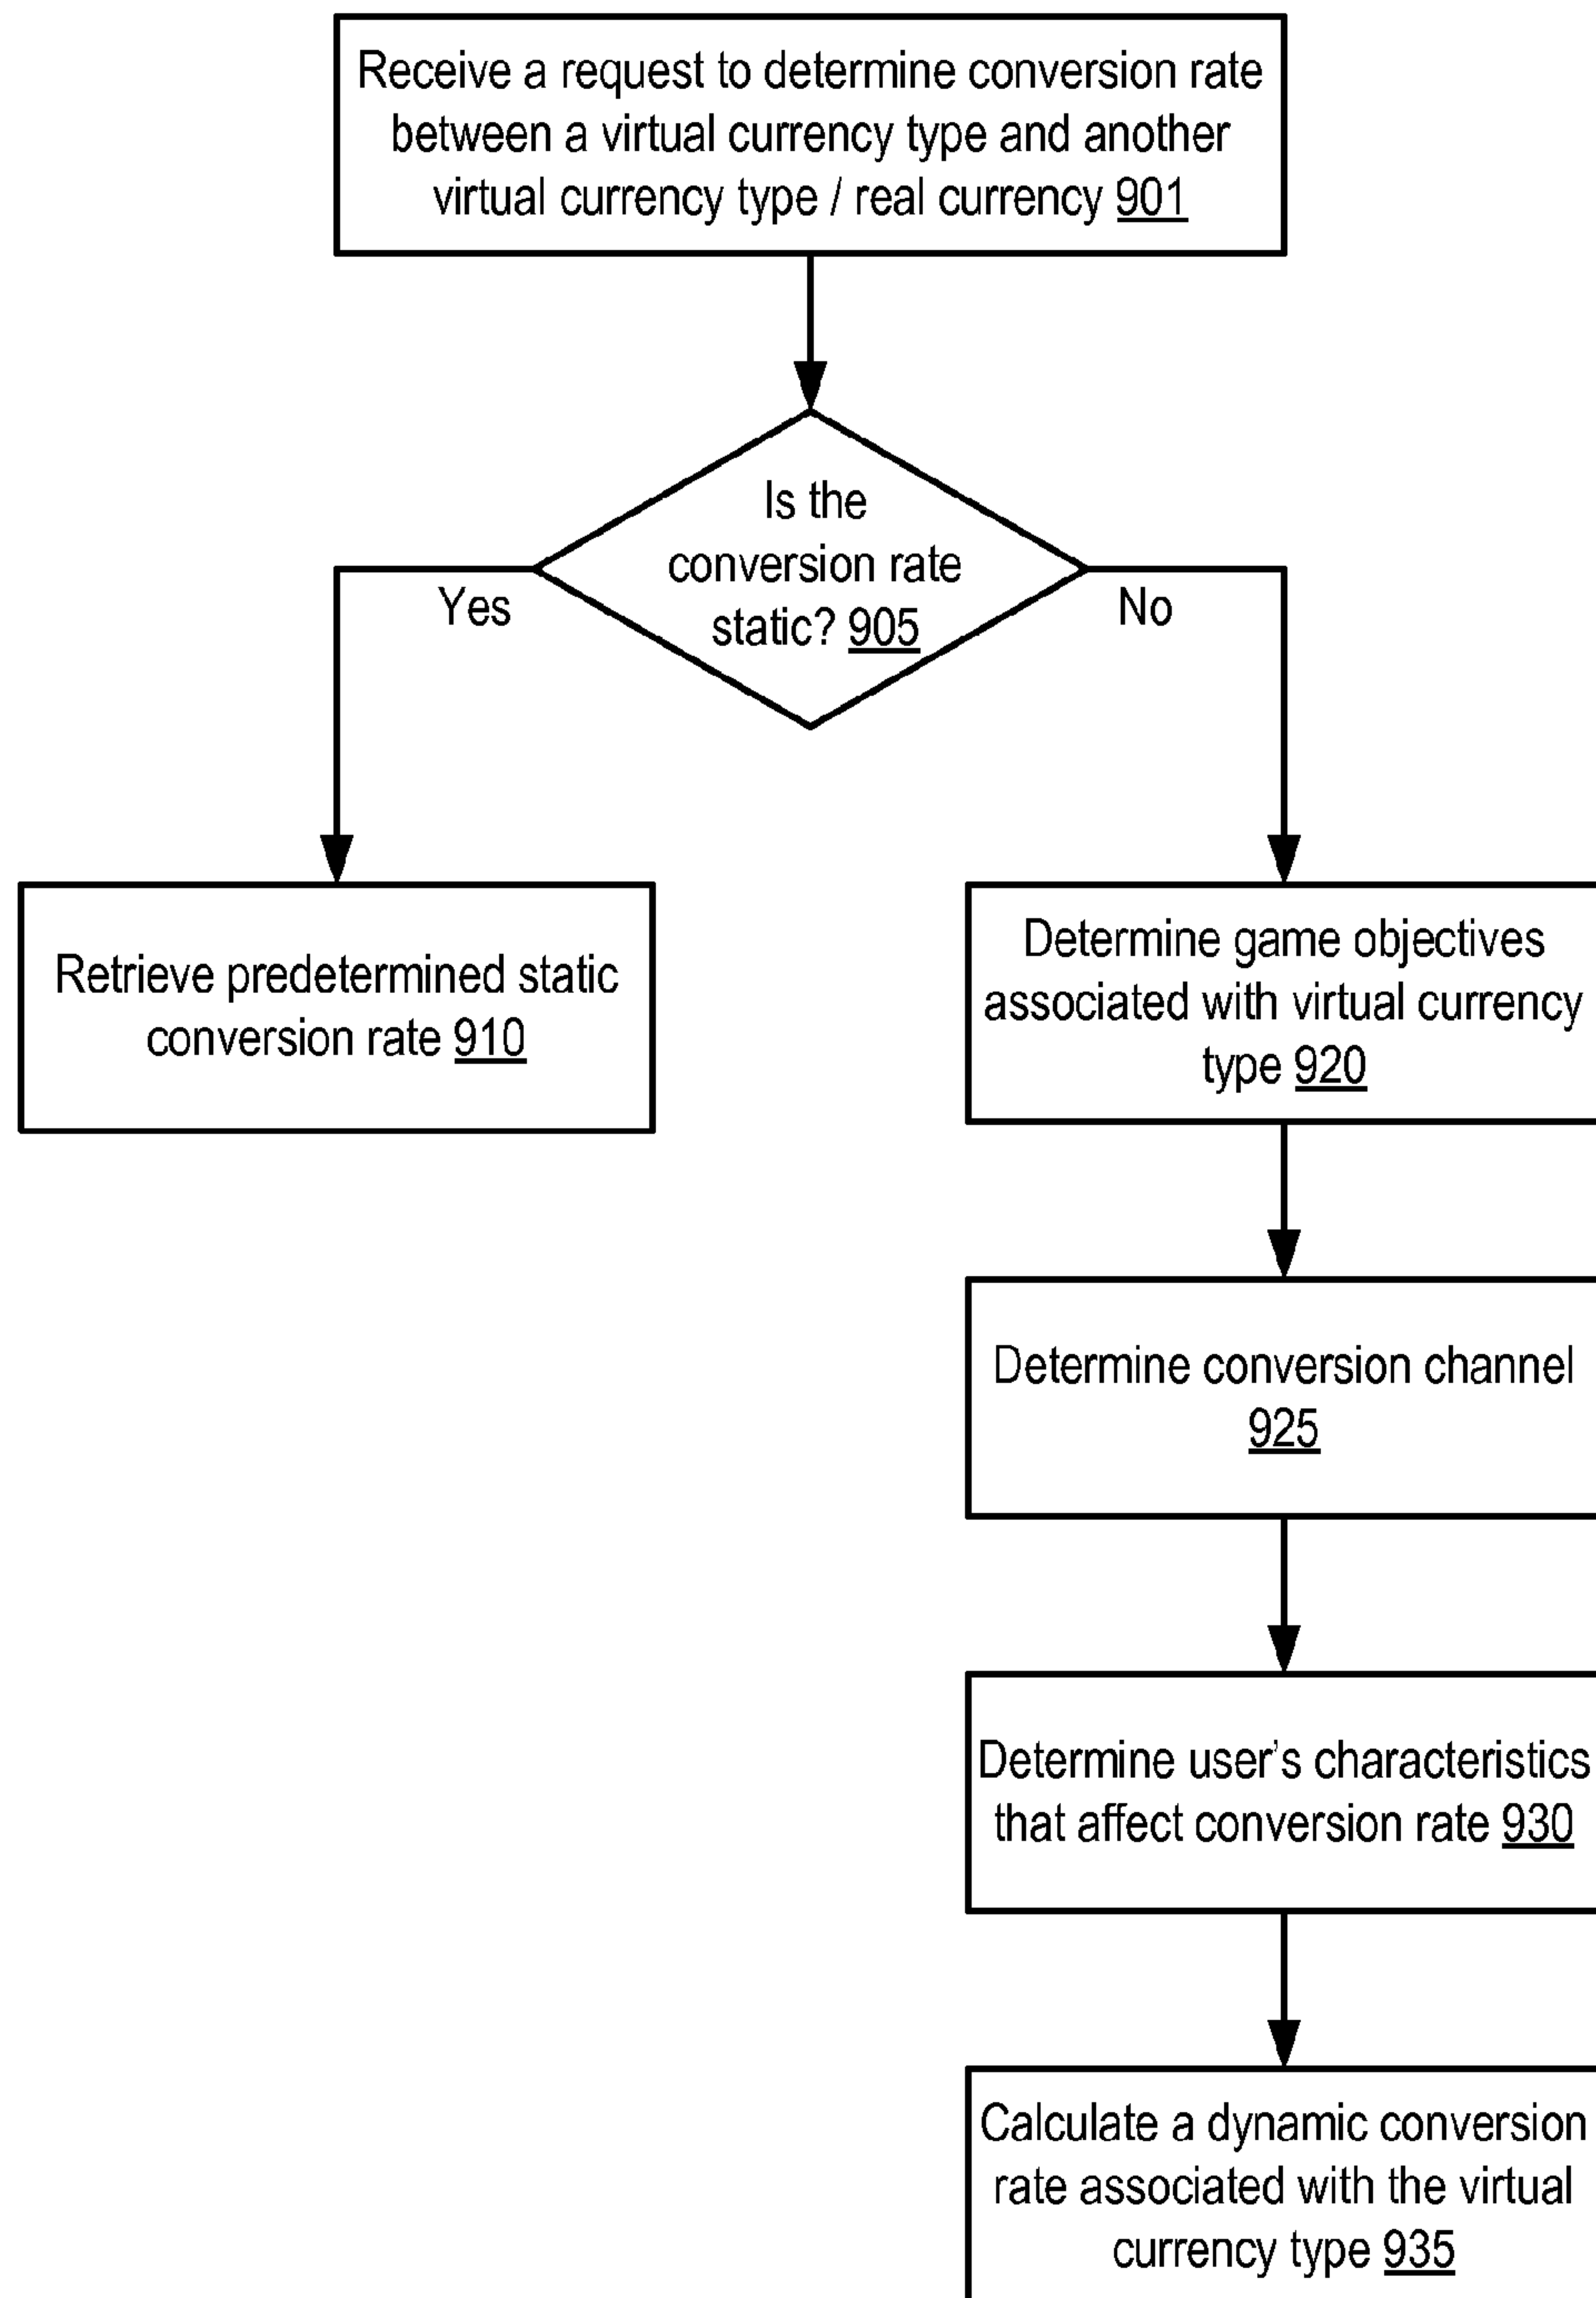 Receive a request to determine conversion rate
between a virtual currency type and another
virtual currency type / real currency 901
Is the
conversion rate
static? 905
Yes
No
Retrieve predetermined static
conversion rate 910
Determine game objectives
associated with virtual currency
type 920
Determine conversion channel
925
Determine user's characteristics
that affect conversion rate 930
Calculate a dynamic conversion
rate associated with the virtual
currency type 935